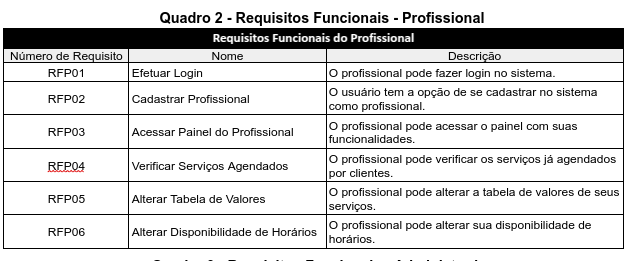 Quadro 2 - Requisitos Funcionais - Profissional
Requisitos Funcionais do Profissional
Número de Requisito Nome Descrição
RFP01 Efetuar Login O profissional pode fazer login no sistema.
RFP02 Cadastrar Profissional O usuário tem a opção de se cadastrar no sistema
como profissional.
RFP03 Acessar Painel do Profissional O profissional pode acessar o painel com suas
funcionalidades.
RFP04 Verificar Serviços Agendados O profissional pode verificar os serviços já agendados
por clientes.
RFP05 Alterar Tabela de Valores O profissional pode alterar a tabela de valores de seus
serviços.
RFP06 Alterar Disponibilidade de Horários O profissional pode alterar sua disponibilidade de
horários.